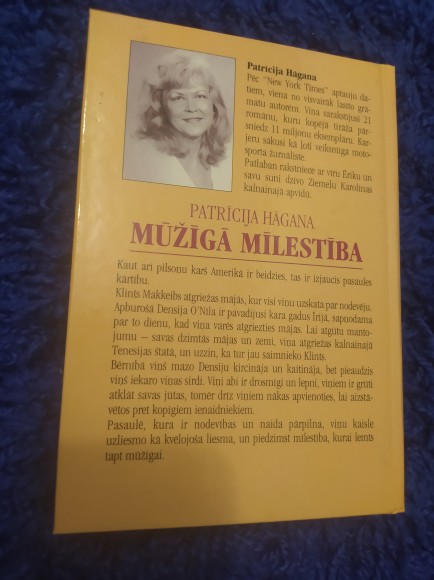 Patrīcija Hāgana
Pēc "New York Times" aptauju da-
tiem, viena no visvairāk lasīto grā-
matu autorēm. Viņa sarakstījusi 21
romānu, kuru kopējā tirāža pār-
sniedz 11 miljonu eksemplāru. Kar-
jeru sākusi kā ļoti veiksmīga moto-
sporta žurnāliste.
Patlaban rakstniece ar vīru Ēriku un
savu suni dzīvo Ziemeļu Karolīnas
kalnainajā apvidū.
PATRĪCIJA HĀGANA
MŪŽĪGĀ MĪLESTĪBA
Kaut arī pilsoņu karš Amerikā ir beidzies, tas ir izjaucis pasaules
kārtību.
Klints Makkeibs atgriežas mājās, kur visi viņu uzskata par nodevēju.
Apburošā Densija O'Nīla ir pavadījusi kara gadus Īrijā, sapņodama
par to dienu, kad viņa varēs atgriezties mājās. Lai atgūtu manto-
jumu — savas dzimtās mājas un zemi, viņa atgriežas kalnainajā
Tenesijas štatā, un uzzin, ka tur jau saimnieko Klints.
Bērnībā viņš mazo Densiju ķircināja un kaitināja, bet pieaudzis
viņš iekaro viņas sirdi. Viņi abi ir drosmīgi un lepni, viņiem ir grūti
atklāt savas jūtas, tomēr drīz viņiem nākas apvienoties, lai aizstā-
vētos pret kopīgiem ienaidniekiem.
Pasaulē, kura ir nodevības un naida pārpilna, viņu kaisle
uzliesmo kā kvēlojoša liesma, un piedzimst mīlestība, kurai lemts
tapt mūžīgai.